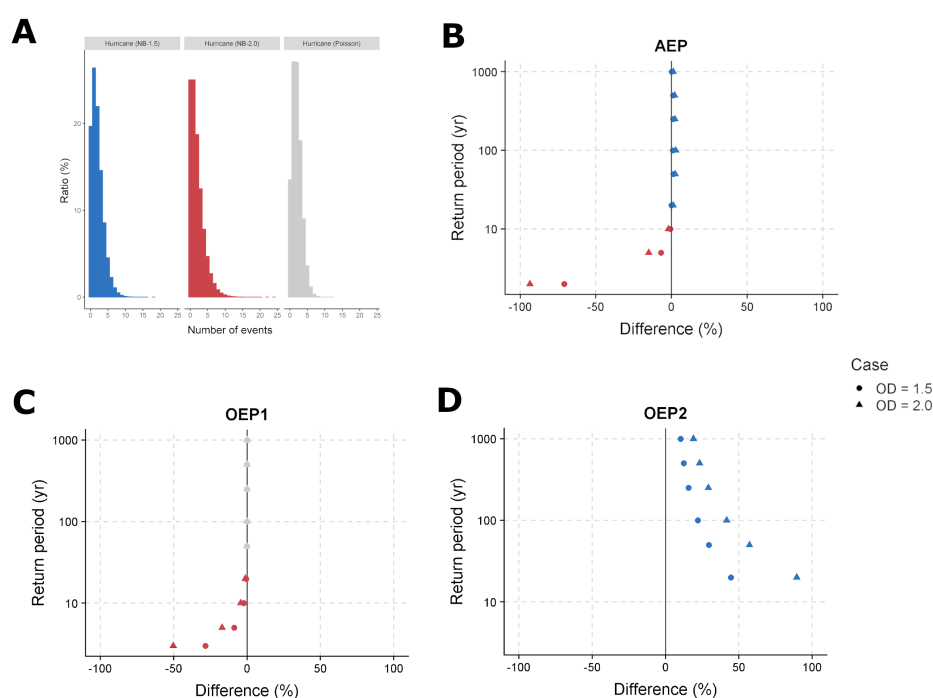 A
Hurricane (NB-1.5)
Hurricane (NB-2.0)
Hurricane (Poisson)
Ratio (%)
20
10
0
0 5 10 15 20 25
0 5 10 15 20 25
0 5 10 15 20 25
Number of events
B
AEP
Return period (yr)
1000
100
10
-100 -50 0 50 100
Difference (%)
C
OEP1
Return period (yr)
1000
100
10
-100 -50 0 50 100
Difference (%)
D
OEP2
Return period (yr)
1000
100
10
-100 -50 0 50 100
Difference (%)
Case
OD = 1.5
OD = 2.0